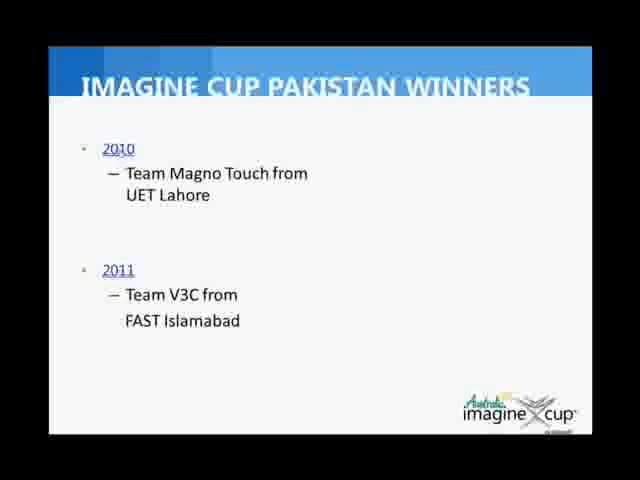 IMAGINE CUP PAKISTAN WINNERS
• 2010
– Team Magno Touch from
UET Lahore
• 2011
– Team V3C from
FAST Islamabad
Australia
imagine cup